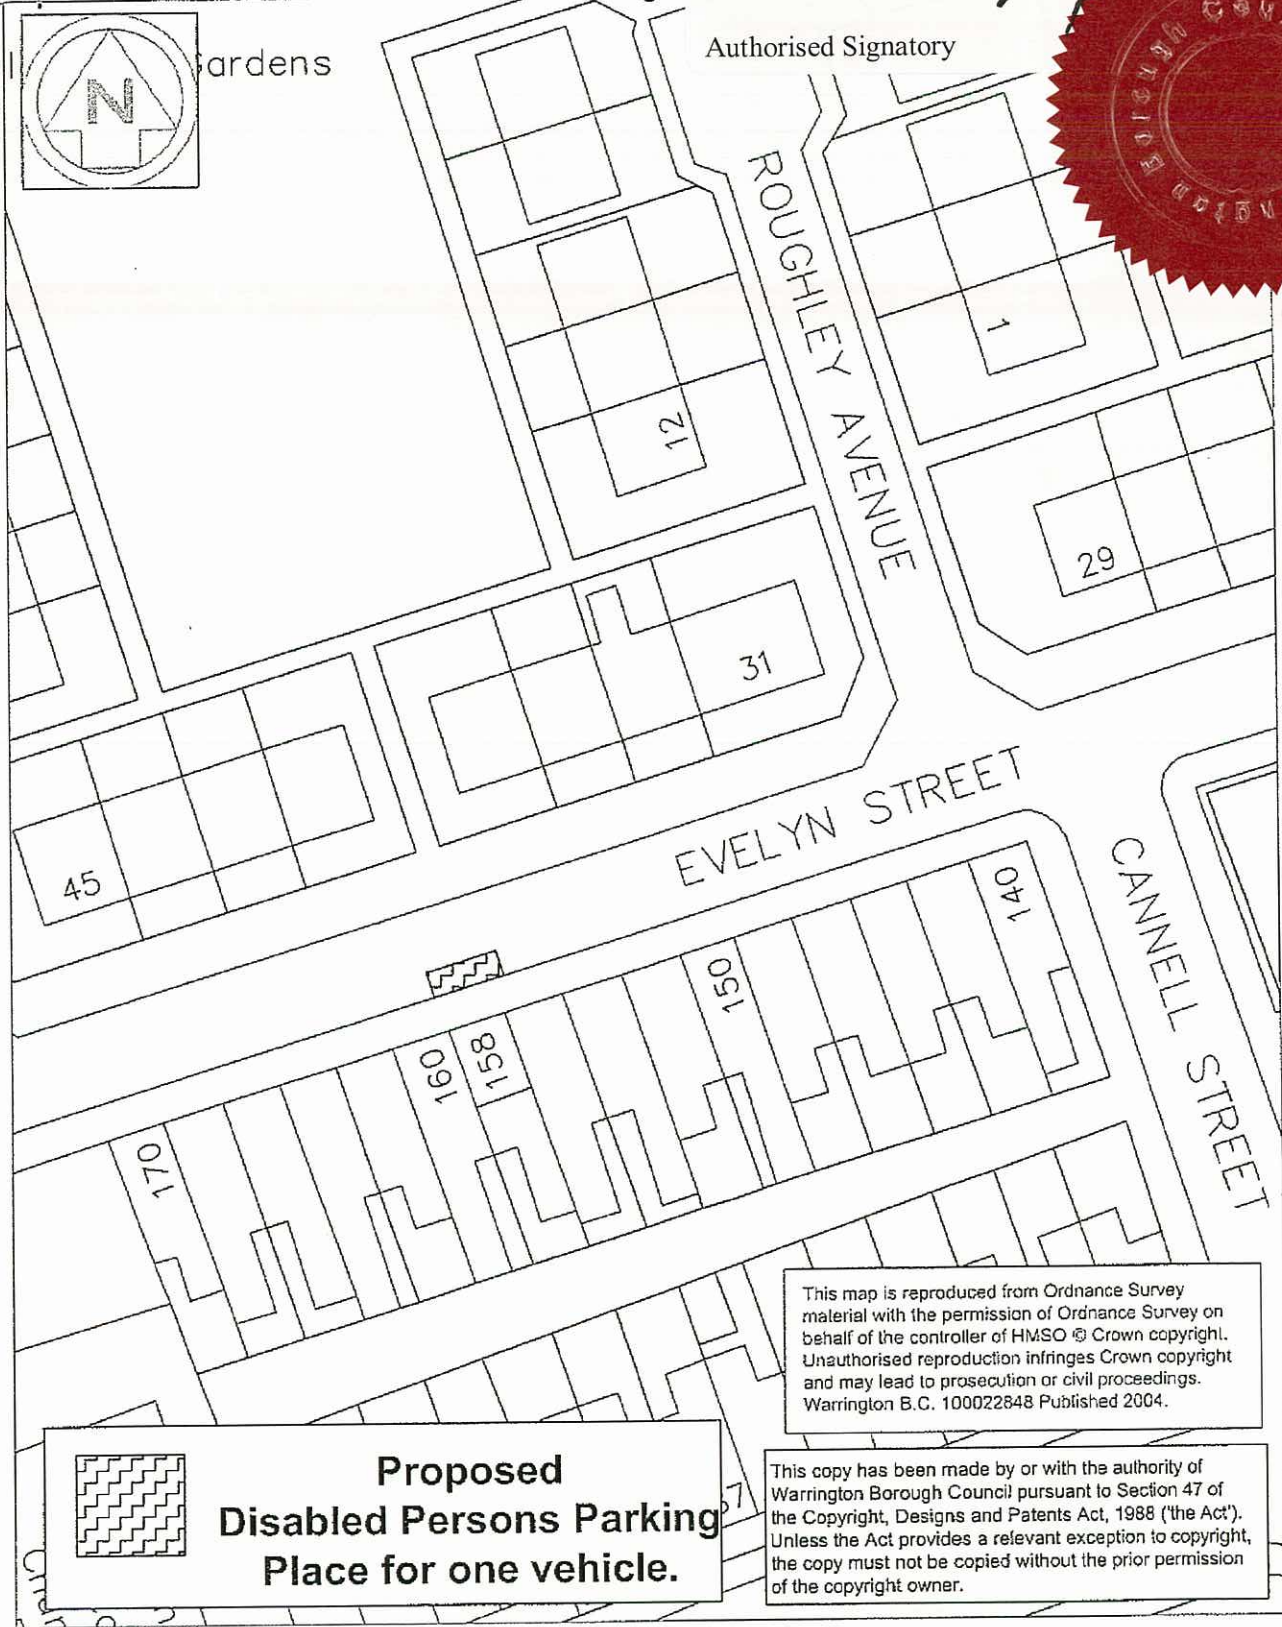 Authorised Signatory
N
ardens
ROUGHLEY AVENUE
1
12
29
31
45
EVELYN STREET
CANNELL STREET
140
150
158
160
170
This map is reproduced from Ordnance Survey
material with the permission of Ordnance Survey on
behalf of the controller of HMSO © Crown copyright.
Unauthorised reproduction infringes Crown copyright
and may lead to prosecution or civil proceedings.
Warrington B.C. 100022848 Published 2004.
Proposed
Disabled Persons Parking
Place for one vehicle.
This copy has been made by or with the authority of
Warrington Borough Council pursuant to Section 47 of
the Copyright, Designs and Patents Act, 1988 ('the Act').
Unless the Act provides a relevant exception to copyright,
the copy must not be copied without the prior permission
of the copyright owner.